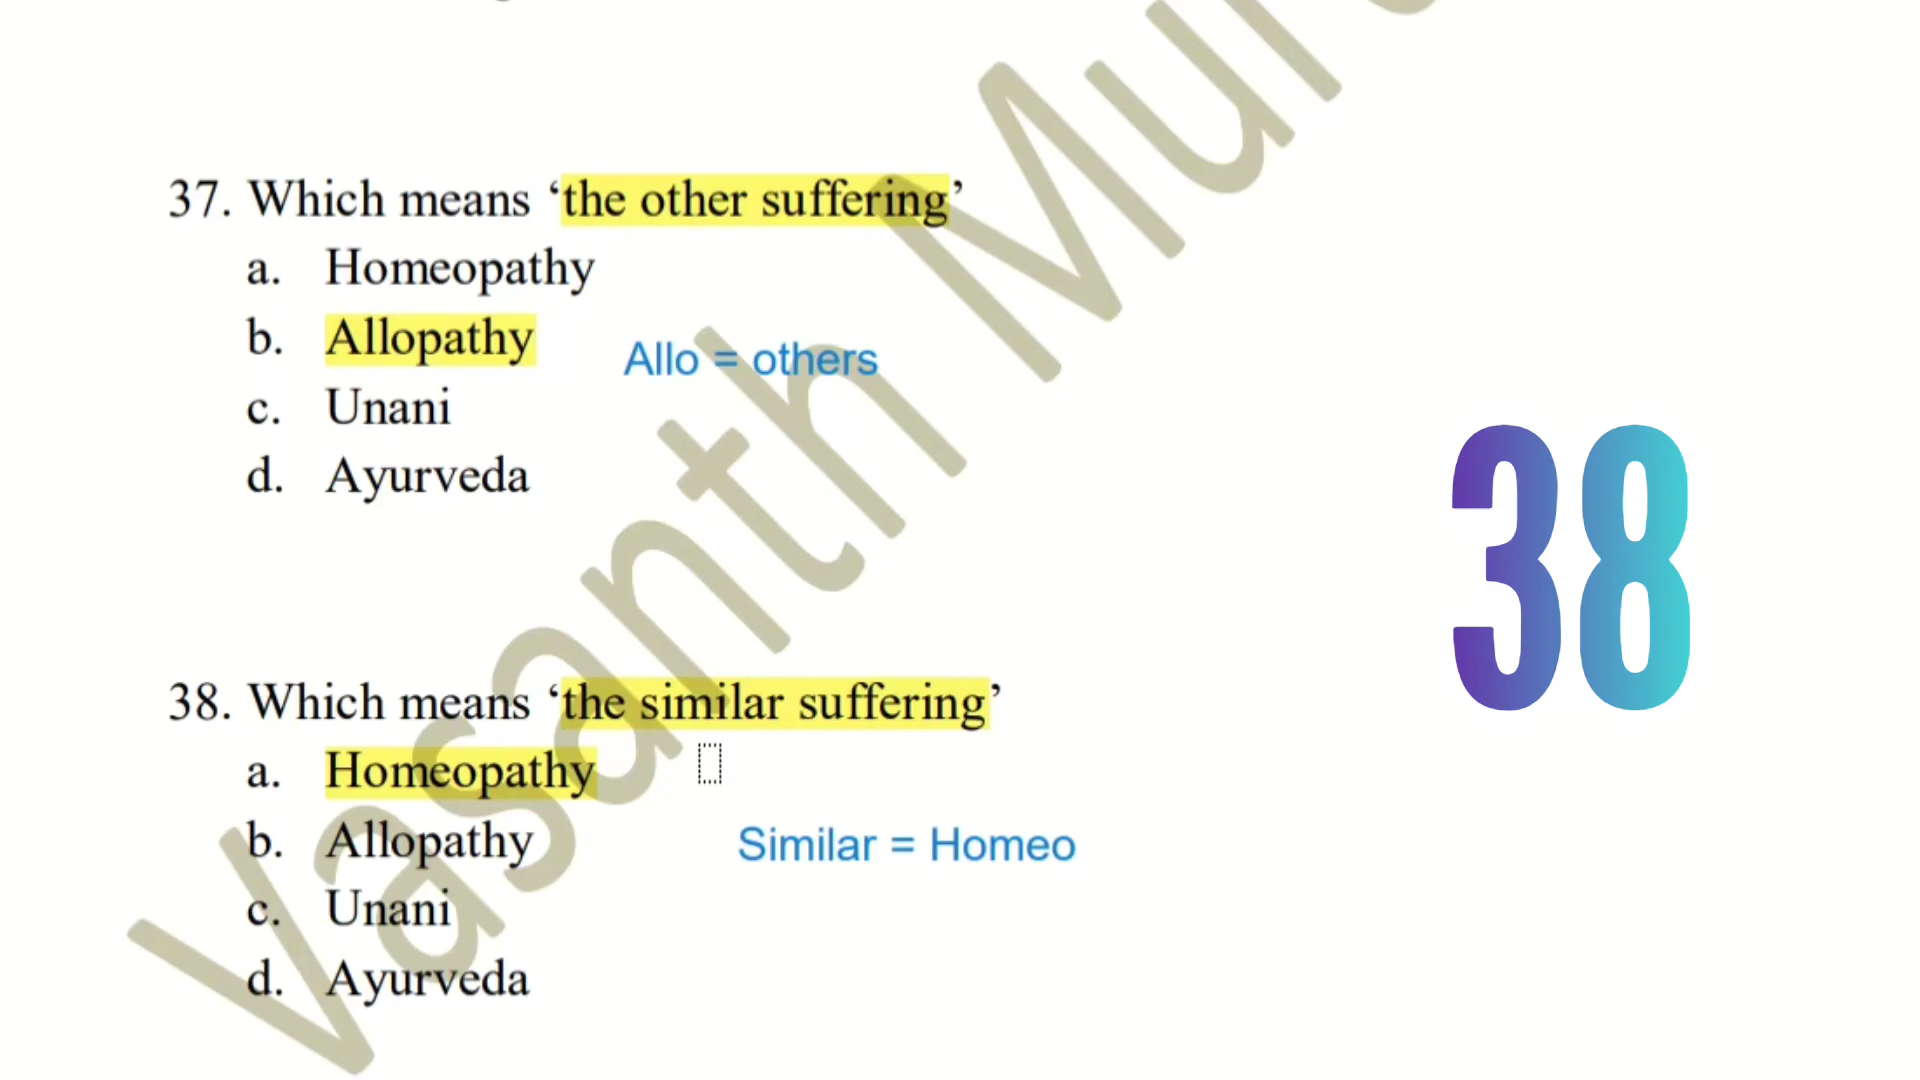 37. Which means ‘the other suffering’
a. Homeopathy
b. Allopathy
Allo = others
c. Unani
d. Ayurveda
38
38. Which means ‘the similar suffering’
a. Homeopathy
b. Allopathy
Similar = Homeo
c. Unani
d. Ayurveda
Vasanth